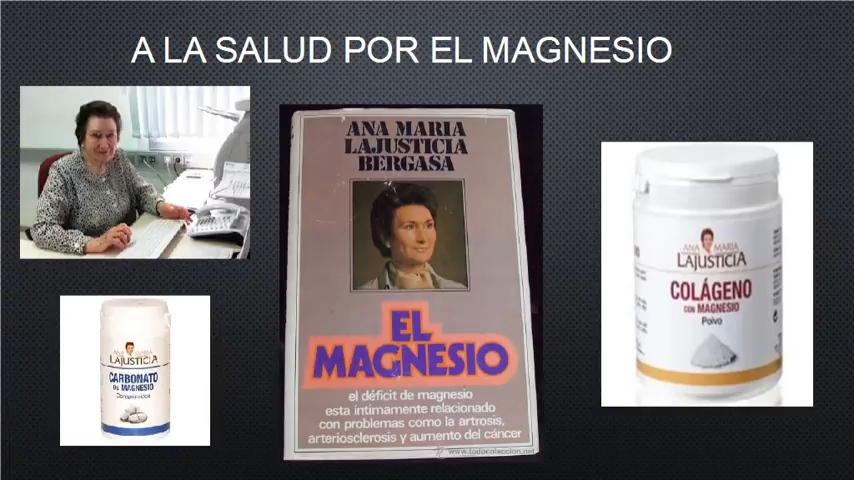 A LA SALUD POR EL MAGNESIO
ANA MARIA
LAJUSTICIA
BERGASA
EL
MAGNESIO
el déficit de magnesio
esta íntimamente relacionado
con problemas como la artrosis,
arteriosclerosis y aumento del cáncer
www.todocoleccion.net
ANA MARIA
LAJUSTICIA
CARBONATO
DE MAGNESIO
Comprimidos
ANA MARIA
LAJUSTICIA
COLÁGENO
CON MAGNESIO
Polvo